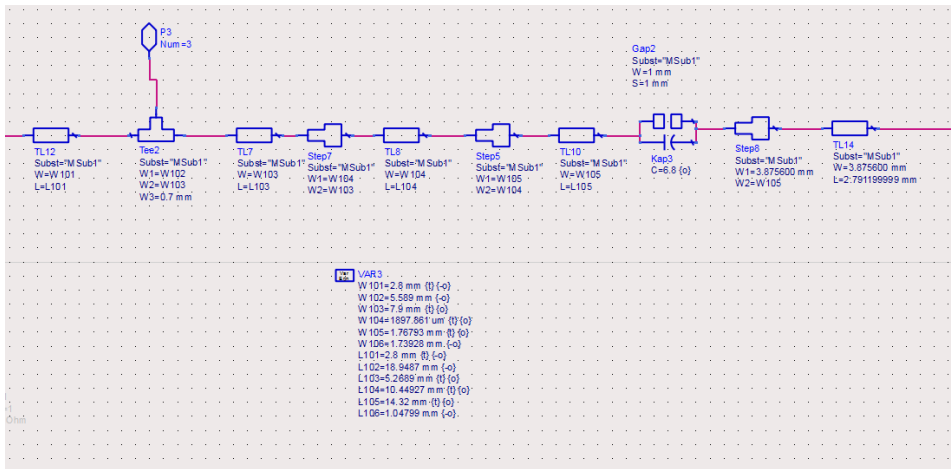 P3
Num=3
Gap2
Subst="MSub1"
W=1 mm
S=1 mm
TL12
Subst="MSub1"
W=W101
L=L101
Tee2
Subst="MSub1"
W1=W102
W2=W103
W3=0.7 mm
TL7
Subst="MSub1"
W=W103
L=L103
Step7
Subst="MSub1"
W1=W104
W2=W103
TL8
Subst="MSub1"
W=W104
L=L104
Step5
Subst="MSub1"
W1=W105
W2=W104
TL10
Subst="MSub1"
W=W105
L=L105
Kap3
C=6.8 {o}
Step8
Subst="MSub1"
W1=3.875600 mm
W2=W105
TL14
Subst="MSub1"
W=3.875600 mm
L=2.791199999 mm
Var
Eqn
VAR3
W101=2.8 mm {t} {-o}
W102=5.589 mm {-o}
W103=7.9 mm {t} {o}
W104=1897.861 um {t} {o}
W105=1.76793 mm {t} {o}
W106=1.73928 mm {-o}
L101=2.8 mm {t} {-o}
L102=18.9487 mm {-o}
L103=5.2689 mm {t} {o}
L104=10.44927 mm {t} {o}
L105=14.32 mm {t} {o}
L106=1.04799 mm {-o}
Ohm